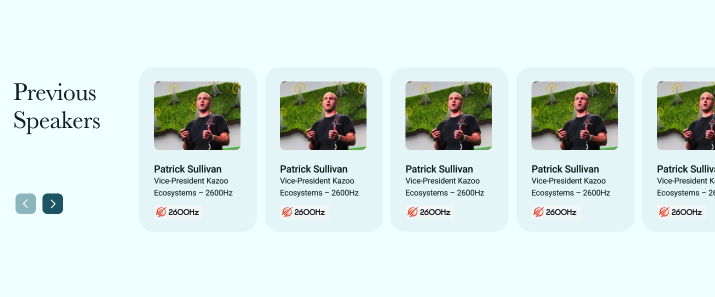 Previous
Speakers
Patrick Sullivan
Vice-President Kazoo
Ecosystems – 2600Hz
2600Hz
Patrick Sullivan
Vice-President Kazoo
Ecosystems – 2600Hz
2600Hz
Patrick Sullivan
Vice-President Kazoo
Ecosystems – 2600Hz
2600Hz
Patrick Sullivan
Vice-President Kazoo
Ecosystems – 2600Hz
2600Hz
Patrick Sulliva
Vice-President Kazoo
Ecosystems – 26
2600Hz